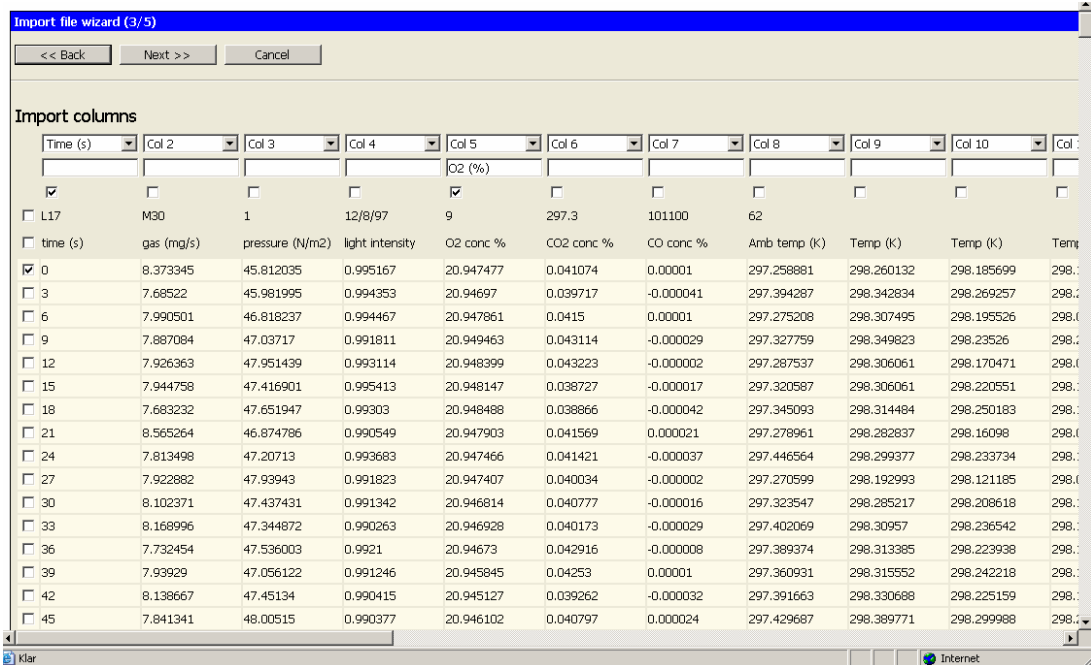 Import file wizard (3/5)
<< Back Next >> Cancel
Import columns
Time (s) Col 2 Col 3 Col 4 Col 5 Col 6 Col 7 Col 8 Col 9 Col 10 Col
O2 (%)
L17 M30 1 12/8/97 9 297.3 101100 62
time (s) gas (mg/s) pressure (N/m2) light intensity O2 conc % CO2 conc % CO conc % Amb temp (K) Temp (K) Temp (K) Temp
0 8.373345 45.812035 0.995167 20.947477 0.041074 0.00001 297.258881 298.260132 298.185699 298.
3 7.68522 45.981995 0.994353 20.94697 0.039717 -0.000041 297.394287 298.342834 298.269257 298.
6 7.990501 46.818237 0.994467 20.947861 0.0415 0.00001 297.275208 298.307495 298.195526 298.
9 7.887084 47.03717 0.991811 20.949463 0.043114 -0.000029 297.327759 298.349823 298.23526 298.
12 7.926363 47.951439 0.993114 20.948399 0.043223 -0.000002 297.287537 298.306061 298.170471 298.
15 7.944758 47.416901 0.995413 20.948147 0.038727 -0.000017 297.320587 298.306061 298.220551 298.
18 7.683232 47.651947 0.99303 20.948488 0.038866 -0.000042 297.345093 298.314484 298.250183 298.
21 8.565264 46.874786 0.990549 20.947903 0.041569 0.000021 297.278961 298.282837 298.16098 298.
24 7.813498 47.20713 0.993683 20.947466 0.041421 -0.000037 297.446564 298.299377 298.233734 298.
27 7.922882 47.93943 0.991823 20.947407 0.040034 -0.000002 297.270599 298.192993 298.121185 298.
30 8.102371 47.437431 0.991342 20.946814 0.040777 -0.000016 297.323547 298.285217 298.208618 298.
33 8.168996 47.344872 0.990263 20.946928 0.040173 -0.000029 297.402069 298.30957 298.236542 298.
36 7.732454 47.536003 0.9921 20.94673 0.042916 -0.000008 297.389374 298.313385 298.223938 298.
39 7.93929 47.056122 0.991246 20.945845 0.04253 0.00001 297.360931 298.315552 298.242218 298.
42 8.138667 47.45134 0.990415 20.945127 0.039262 -0.000032 297.391663 298.330688 298.225159 298.
45 7.841341 48.00515 0.990377 20.946102 0.040797 0.000024 297.429687 298.389771 298.299988 298.
Klar Internet